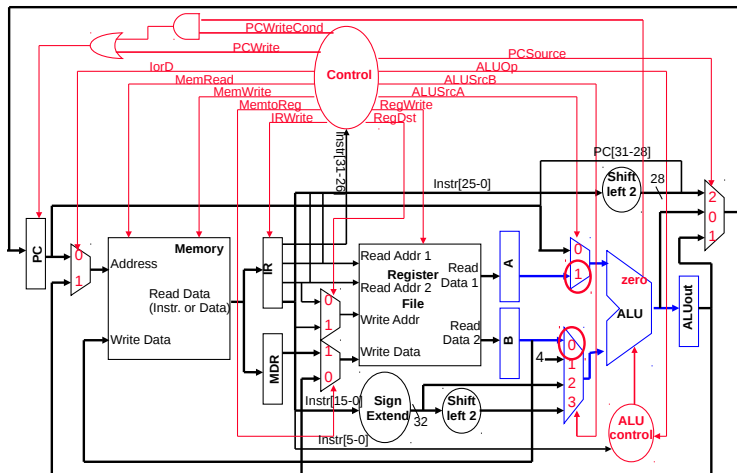 PCWriteCond
PCWrite
PCSource
IorD
ALUOp
MemRead
Control
ALUSrcB
MemWrite
ALUSrcA
MemtoReg
RegWrite
IRWrite
RegDst
Instr[31-26]
PC[31-28]
Instr[25-0]
Shift
left 2
28
2
0
1
PC
0
1
Memory
Address
Read Data
(Instr. or Data)
Write Data
IR
MDR
Read Addr 1
Register
Read Addr 2
File
Write Addr
Write Data
Read
Data 1
Read
Data 2
0
1
1
0
A
B
0
1
4
0
1
2
3
zero
ALU
ALUout
Instr[15-0]
Sign
Extend
32
Shift
left 2
Instr[5-0]
ALU
control